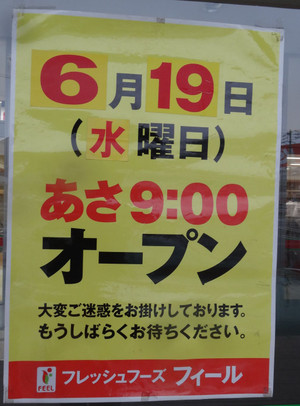 6月19日
(水曜日)
あさ9:00
オープン
大変ご迷惑をお掛けしております。
もうしばらくお待ちください。
FEEL フレッシュフーズ フィール